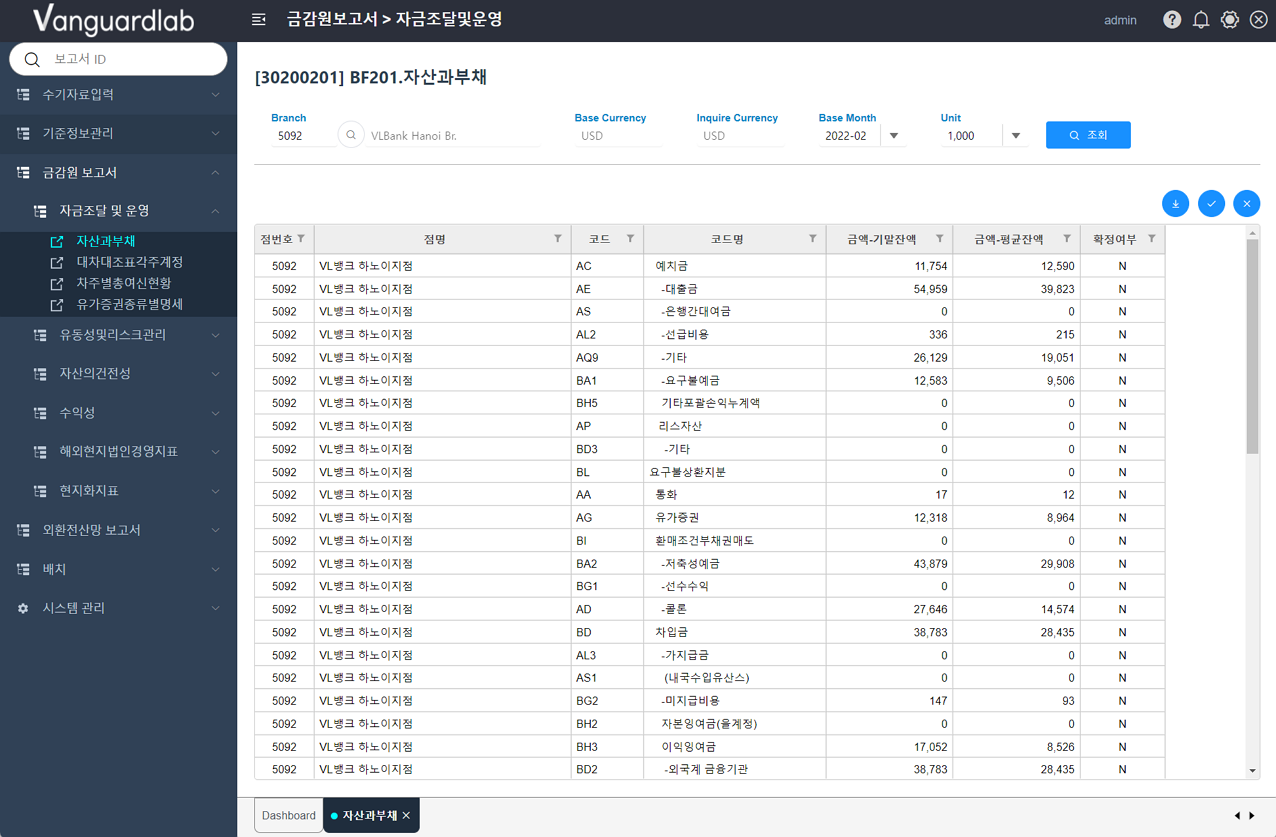 Vanguardlab
금감원보고서 > 자금조달및운영
admin
보고서 ID
수기자료입력
기준정보관리
금감원 보고서
자금조달 및 운영
자산과부채
대차대조표각주계정
차주별총여신현황
유가증권종류별명세
유동성및리스크관리
자산의건전성
수익성
해외현지법인경영지표
현지화지표
외환전산망 보고서
배치
시스템 관리
[30200201] BF201.자산과부채
Branch Base Currency Inquire Currency Base Month Unit
5092 VLBank Hanoi Br. USD USD 2022-02 1,000 조회
점번호 점명 코드 코드명 금액-기말잔액 금액-평균잔액 확정여부
5092 VL뱅크 하노이지점 AC 예치금 11,754 12,590 N
5092 VL뱅크 하노이지점 AE -대출금 54,959 39,823 N
5092 VL뱅크 하노이지점 AS -은행간대여금 0 0 N
5092 VL뱅크 하노이지점 AL2 -선급비용 336 215 N
5092 VL뱅크 하노이지점 AQ9 -기타 26,129 19,051 N
5092 VL뱅크 하노이지점 BA1 -요구불예금 12,583 9,506 N
5092 VL뱅크 하노이지점 BH5 기타포괄손익누계액 0 0 N
5092 VL뱅크 하노이지점 AP 리스자산 0 0 N
5092 VL뱅크 하노이지점 BD3 -기타 0 0 N
5092 VL뱅크 하노이지점 BL 요구불상환지분 0 0 N
5092 VL뱅크 하노이지점 AA 통화 17 12 N
5092 VL뱅크 하노이지점 AG 유가증권 12,318 8,964 N
5092 VL뱅크 하노이지점 BI 환매조건부채권매도 0 0 N
5092 VL뱅크 하노이지점 BA2 -저축성예금 43,879 29,908 N
5092 VL뱅크 하노이지점 BG1 -선수수익 0 0 N
5092 VL뱅크 하노이지점 AD -콜론 27,646 14,574 N
5092 VL뱅크 하노이지점 BD 차입금 38,783 28,435 N
5092 VL뱅크 하노이지점 AL3 -가지급금 0 0 N
5092 VL뱅크 하노이지점 AS1 (내국수입유산스) 0 0 N
5092 VL뱅크 하노이지점 BG2 -미지급비용 147 93 N
5092 VL뱅크 하노이지점 BH2 자본잉여금(을계정) 0 0 N
5092 VL뱅크 하노이지점 BH3 이익잉여금 17,052 8,526 N
5092 VL뱅크 하노이지점 BD2 -외국계 금융기관 38,783 28,435 N
Dashboard 자산과부채